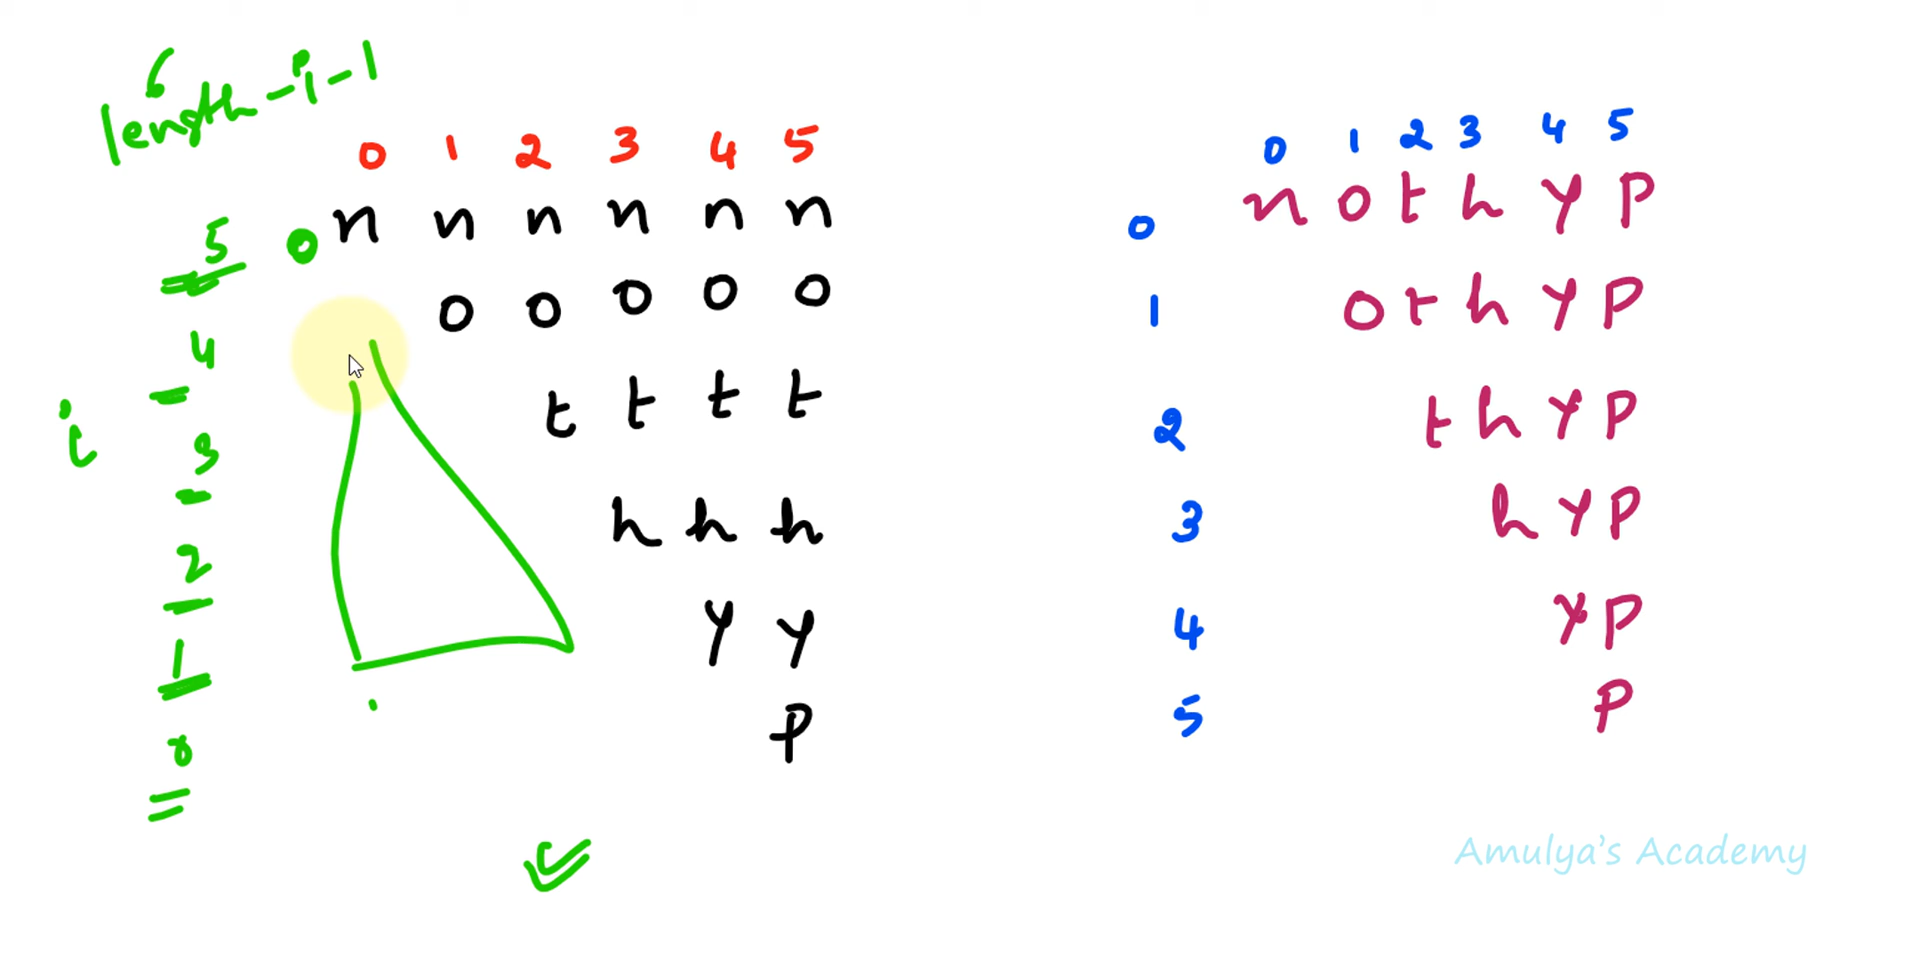 6
length-i-1
0 1 2 3 4 5
5 0 n n n n n n
4 o o o o o
i
3 t t t t
2 h h h
1 y y
0 p
0 1 2 3 4 5
0 n o t h y p
1 o t h y p
2 t h y p
3 h y p
4 y p
5 p
Amulya's Academy